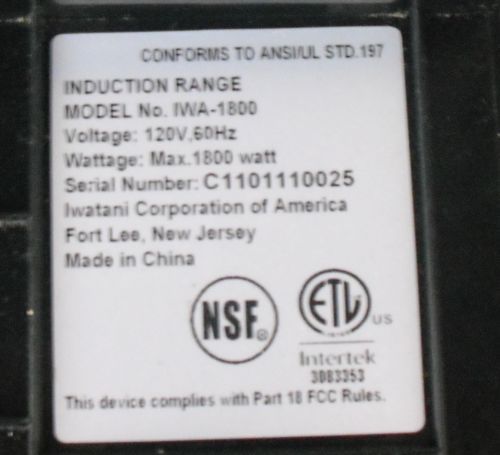 CONFORMS TO ANSI/UL STD.197
INDUCTION RANGE
MODEL No. IWA-1800
Voltage: 120V,60Hz
Wattage: Max.1800 watt
Serial Number: C1101110025
Iwatani Corporation of America
Fort Lee, New Jersey
Made in China
NSF®
ETL US
Intertek
3083353
This device complies with Part 18 FCC Rules.